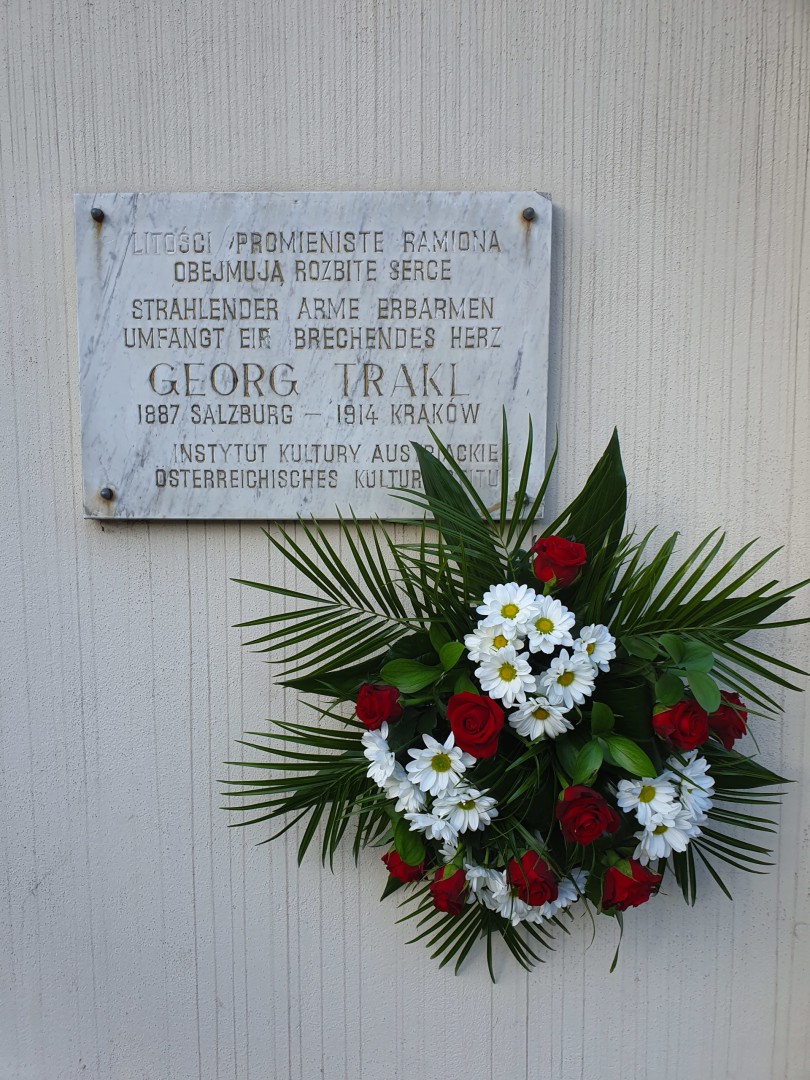 LITOŚCI PROMIENISTE RAMIONA
OBEJMUJĄ ROZBITE SERCE
STRAHLENDER ARME ERBARMEN
UMFANGT EIN BRECHENDES HERZ
GEORG TRAKL
1887 SALZBURG — 1914 KRAKÓW
INSTYTUT KULTURY
ÖSTERREICHISCHES